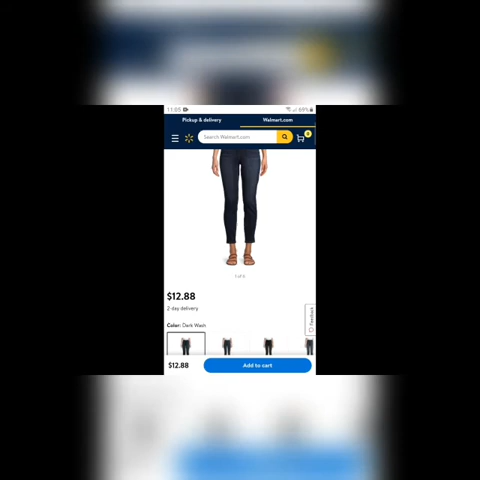 11:05 69%
Pickup & delivery Walmart.com
Search Walmart.com 0
1 of 6
$12.88
2-day delivery
Feedback
Color: Dark Wash
$12.88 Add to cart